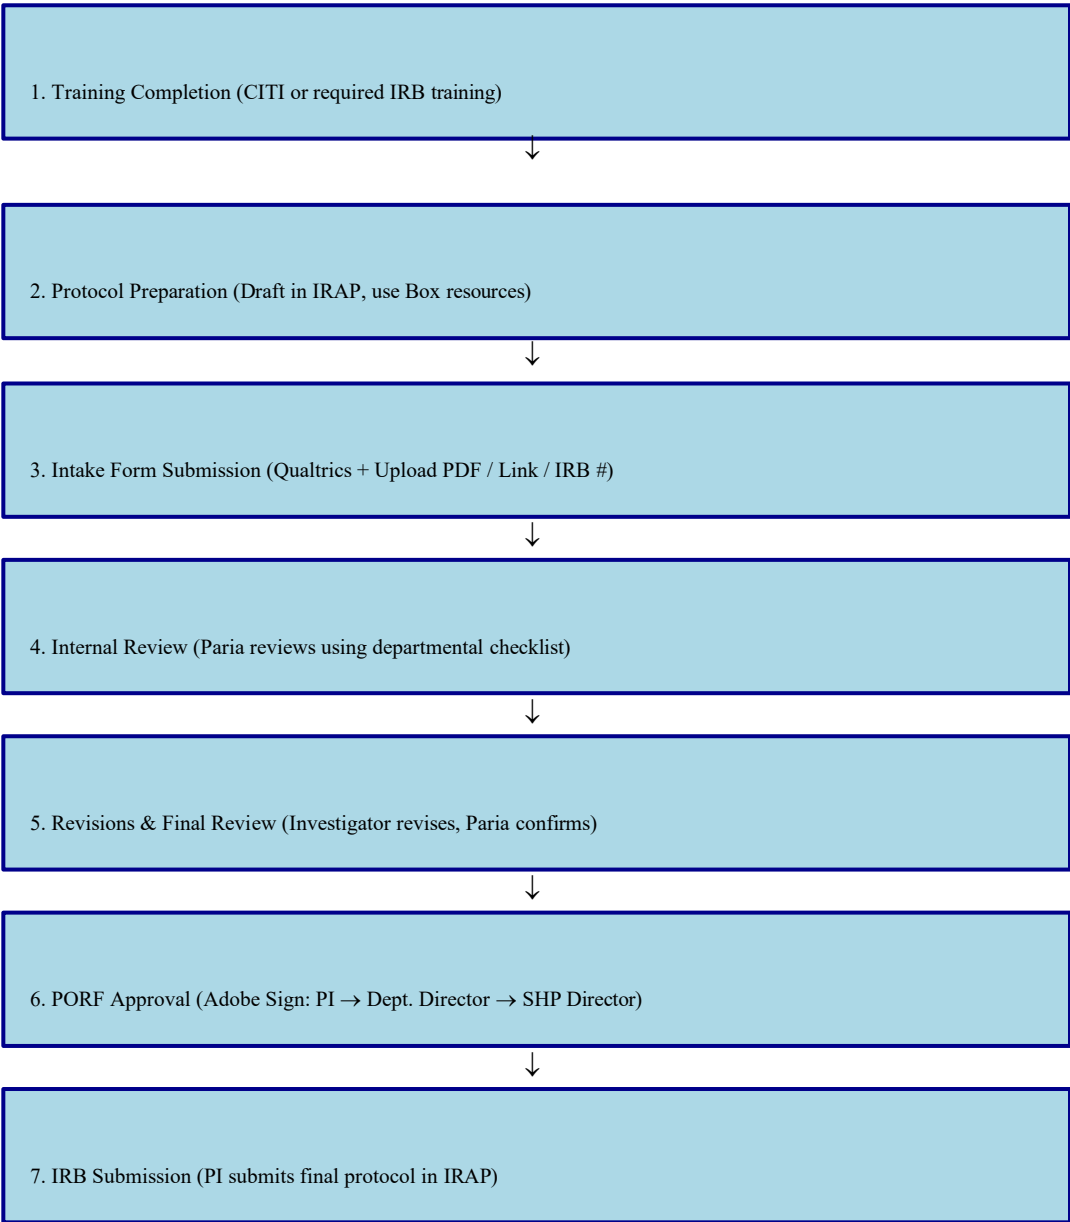 1. Training Completion (CITI or required IRB training)
↓
2. Protocol Preparation (Draft in IRAP, use Box resources)
↓
3. Intake Form Submission (Qualtrics + Upload PDF / Link / IRB #)
↓
4. Internal Review (Paria reviews using departmental checklist)
↓
5. Revisions & Final Review (Investigator revises, Paria confirms)
↓
6. PORF Approval (Adobe Sign: PI → Dept. Director → SHP Director)
↓
7. IRB Submission (PI submits final protocol in IRAP)